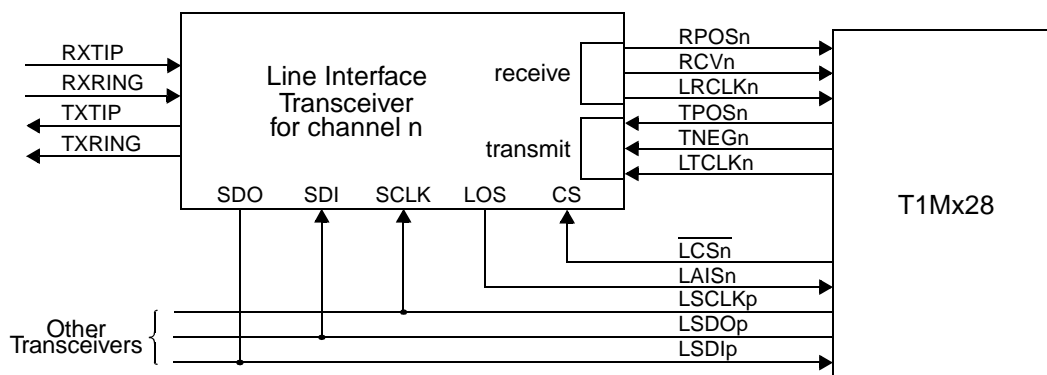 RXTIP
RXRING
TXTIP
TXRING
Line Interface
Transceiver
for channel n
receive
transmit
SDO SDI SCLK LOS CS
RPOSn
RCVn
LRCLKn
TPOSn
TNEGn
LTCLKn
LCSn
LAISn
LSCLKp
LSDOp
LSDIp
T1Mx28
Other
Transceivers